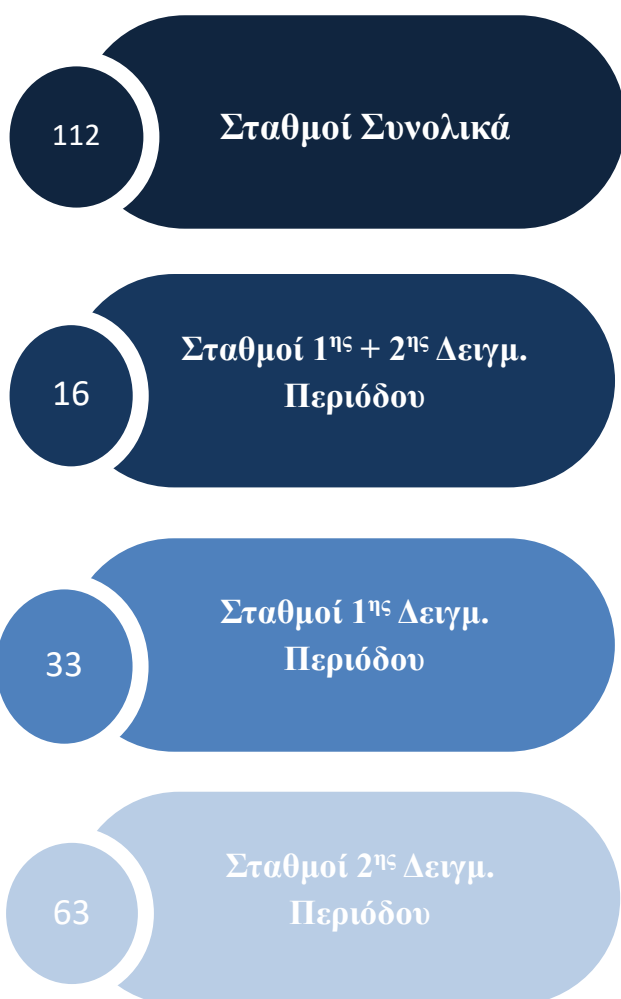 112
Σταθμοί Συνολικά
16
Σταθμοί 1ης + 2ης Δειγμ.
Περιόδου
33
Σταθμοί 1ης Δειγμ.
Περιόδου
63
Σταθμοί 2ης Δειγμ.
Περιόδου